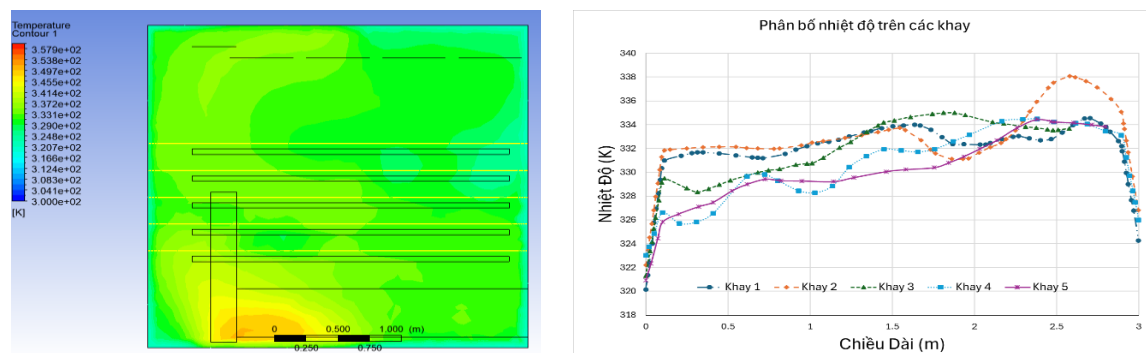 Temperature
Contour 1
3.579e+02
3.538e+02
3.496e+02
3.455e+02
3.413e+02
3.372e+02
3.331e+02
3.290e+02
3.248e+02
3.207e+02
3.166e+02
3.124e+02
3.083e+02
3.041e+02
3.000e+02
[K]
0 0.500 1.000 (m)
0.250 0.750
Phân bố nhiệt độ trên các khay
Nhiệt Độ (K)
340
338
336
334
332
330
328
326
324
322
320
318
Khay 1 Khay 2 Khay 3 Khay 4 Khay 5
0 0.5 1 1.5 2 2.5 3
Chiều Dài (m)